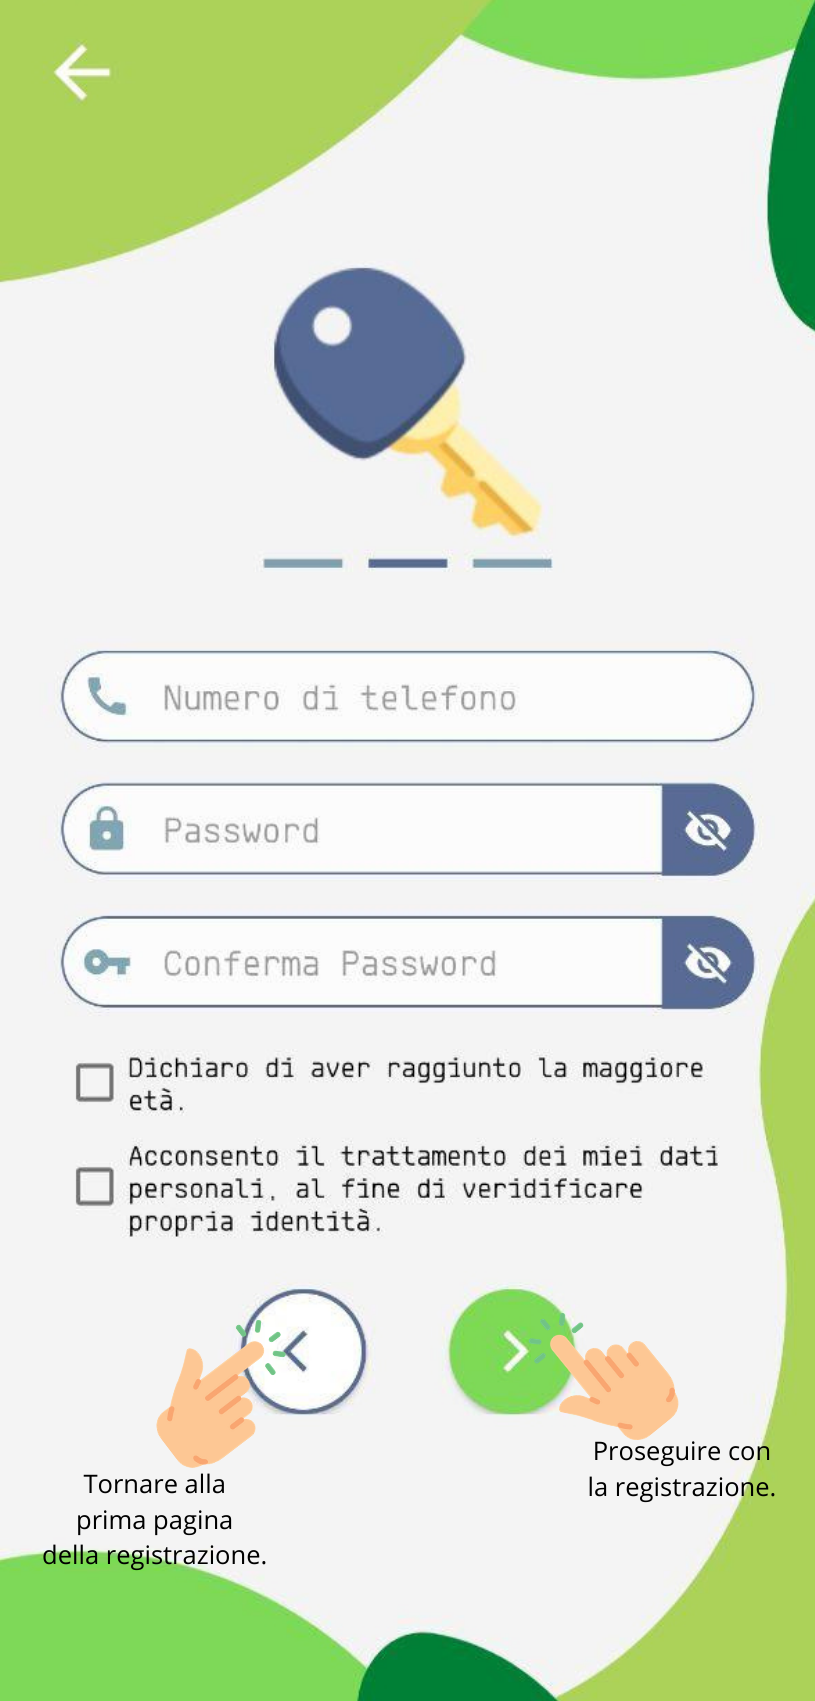 Numero di telefono
Password
Conferma Password
Dichiaro di aver raggiunto la maggiore
età.
Acconsento il trattamento dei miei dati
personali, al fine di veridificare
propria identità.
Proseguire con
la registrazione.
Tornare alla
prima pagina
della registrazione.